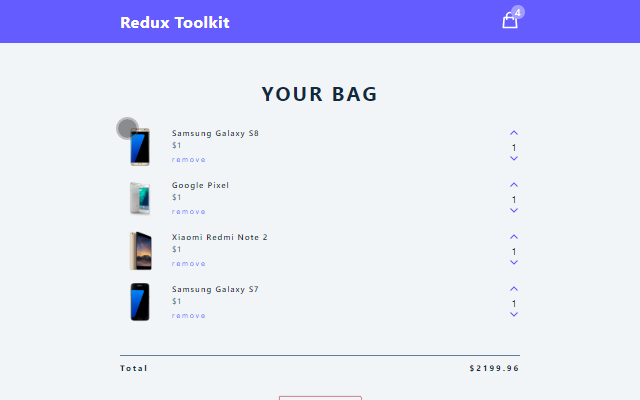 Redux Toolkit
4
YOUR BAG
Samsung Galaxy S8
$1
remove
1
Google Pixel
$1
remove
1
Xiaomi Redmi Note 2
$1
remove
1
Samsung Galaxy S7
$1
remove
1
Total $2199.96